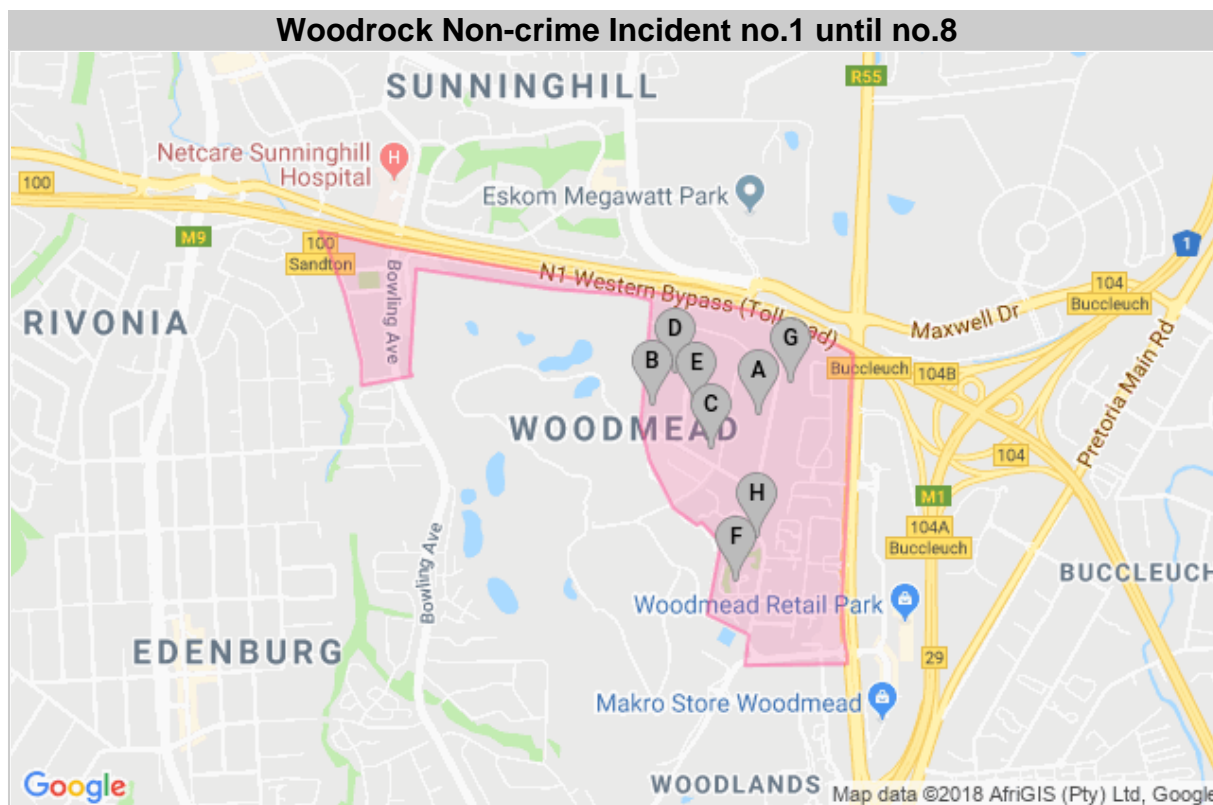 Woodrock Non-crime Incident no.1 until no.8
SUNNINGHILL
R55
Netcare Sunninghill
Hospital
H
100
Eskom Megawatt Park
M9
100
Sandton
1
Bowling Ave
N1 Western Bypass (Toll road)
104
Buccleuch
Maxwell Dr
RIVONIA
D
G
B
E
A
Buccleuch
104B
C
WOODMEAD
Pretoria Main Rd
104
M1
H
104A
Buccleuch
F
Bowling Ave
BUCCLEUCH
Woodmead Retail Park
EDENBURG
29
Makro Store Woodmead
Google
WOODLANDS
Map data ©2018 AfriGIS (Pty) Ltd, Google